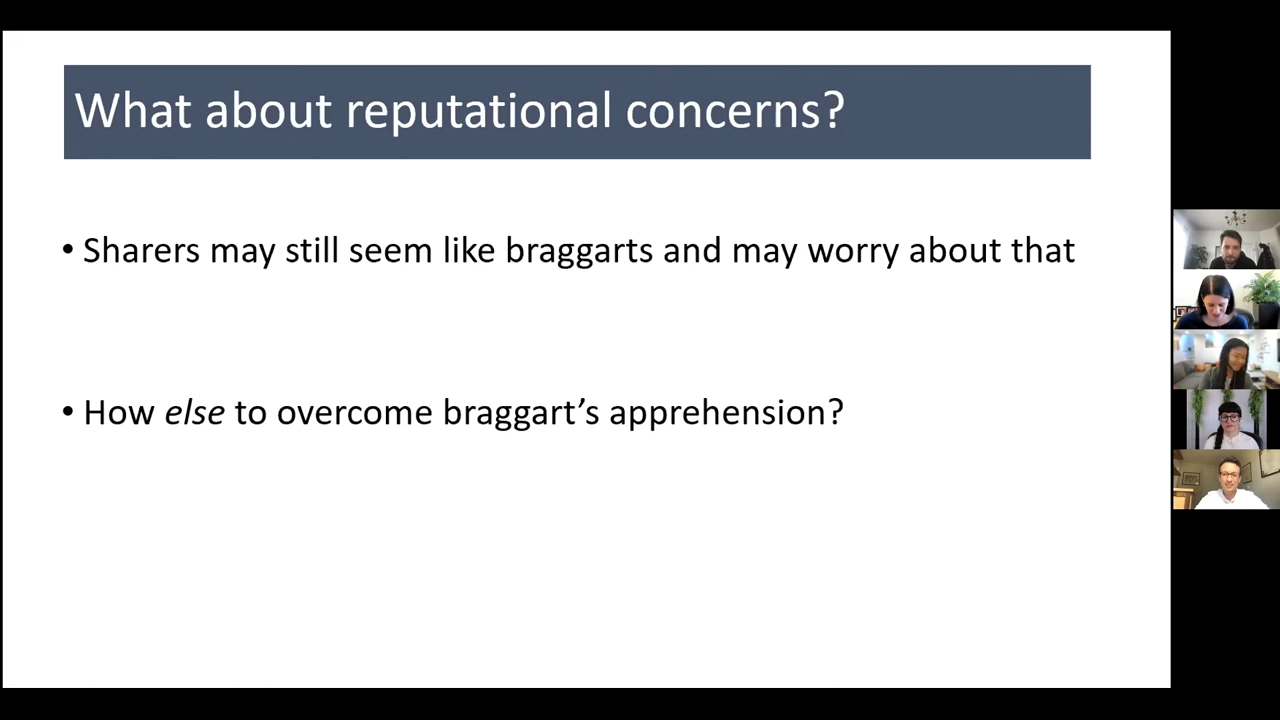 What about reputational concerns?
• Sharers may still seem like braggarts and may worry about that
• How else to overcome braggart’s apprehension?